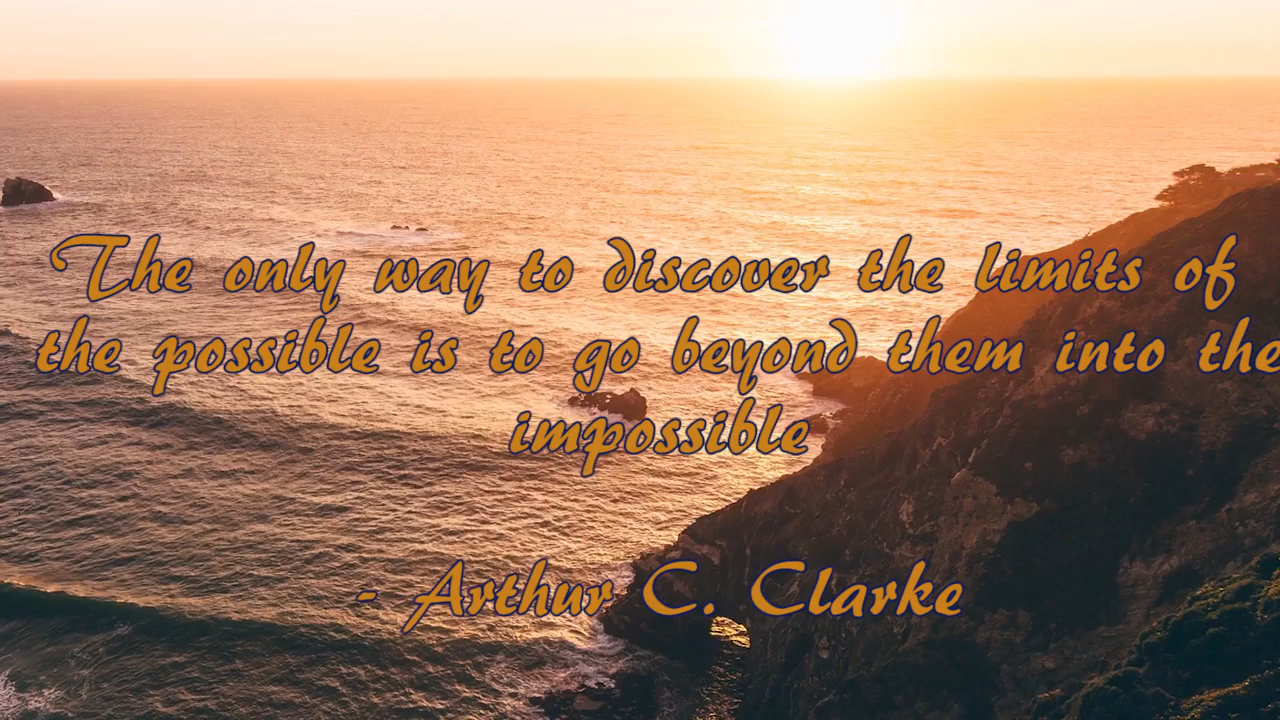 The only way to discover the limits of
the possible is to go beyond them into the
impossible
- Arthur C. Clarke